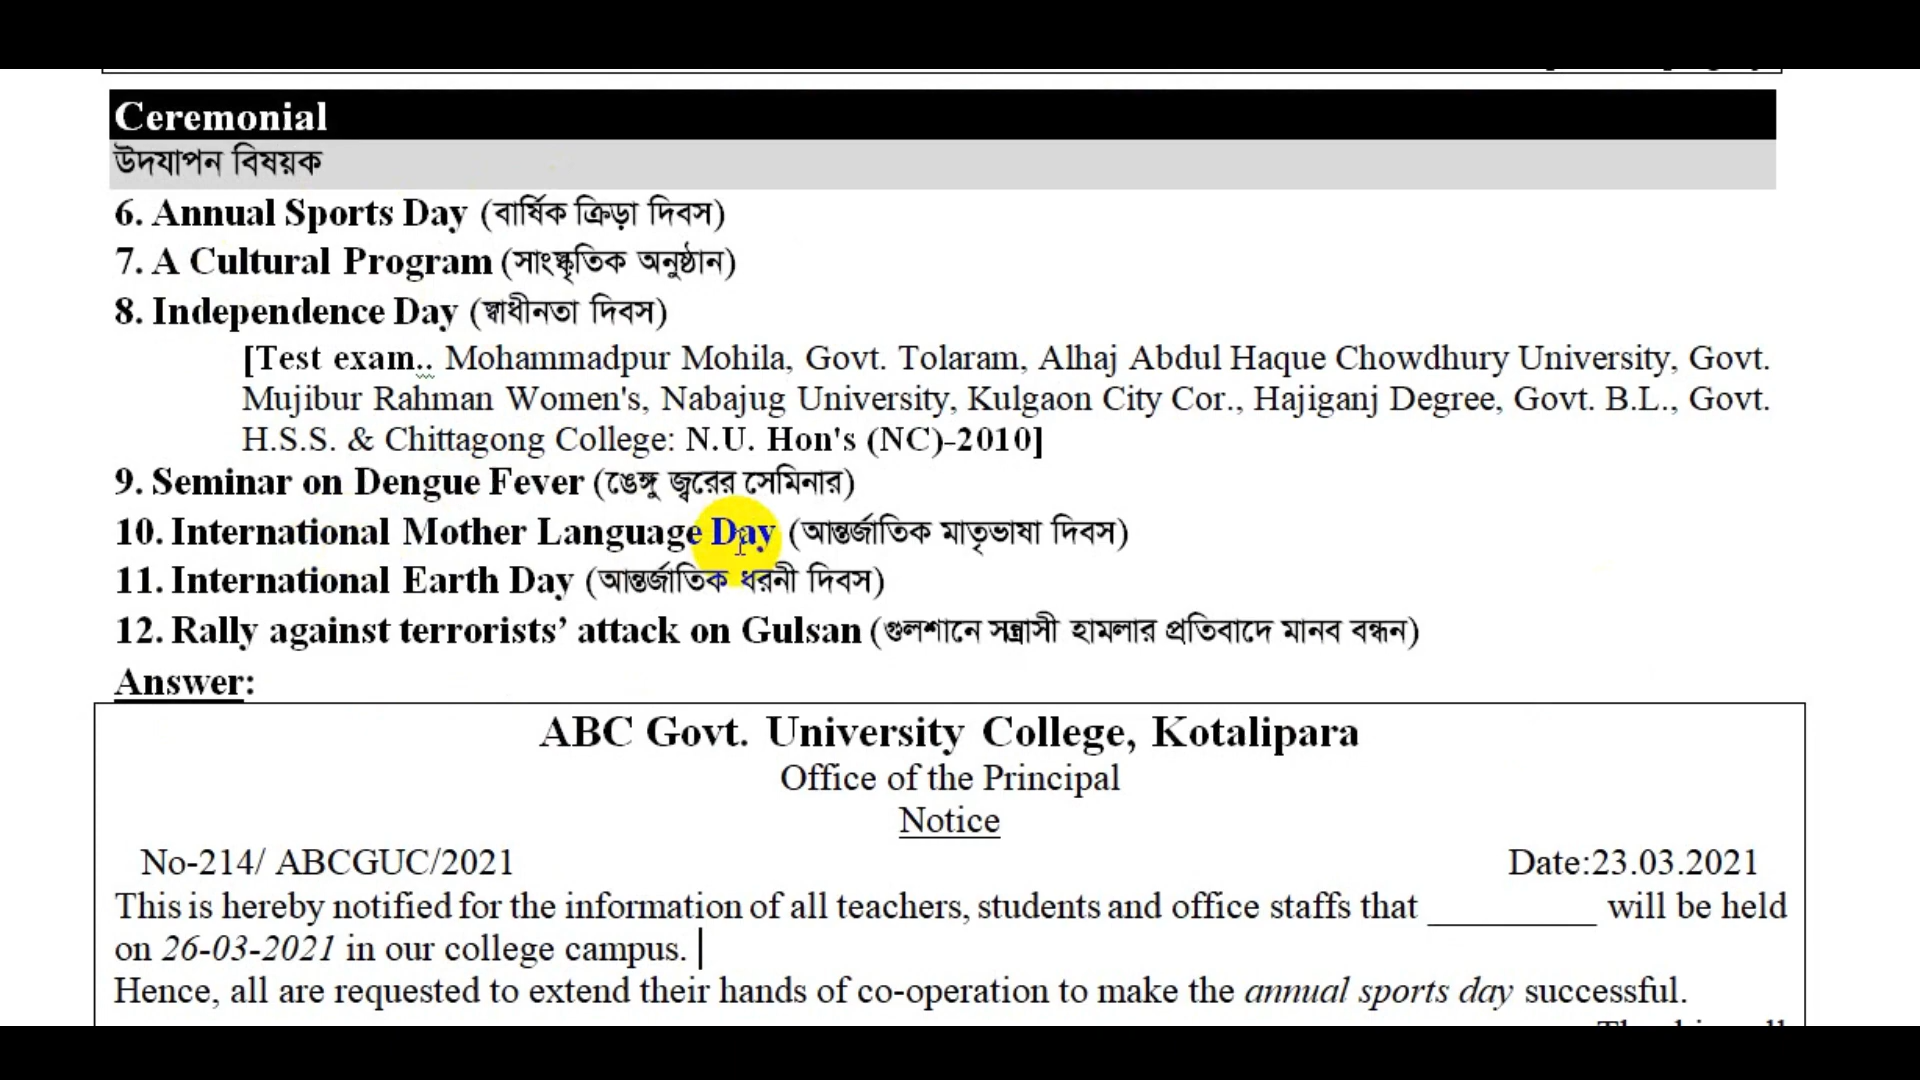 Ceremonial
উদযাপন বিষয়ক
6. Annual Sports Day (বার্ষিক ক্রিড়া দিবস)
7. A Cultural Program (সাংস্কৃতিক অনুষ্ঠান)
8. Independence Day (স্বাধীনতা দিবস)
[Test exam.. Mohammadpur Mohila, Govt. Tolaram, Alhaj Abdul Haque Chowdhury University, Govt.
Mujibur Rahman Women's, Nabajug University, Kulgaon City Cor., Hajiganj Degree, Govt. B.L., Govt.
H.S.S. & Chittagong College: N.U. Hon's (NC)-2010]
9. Seminar on Dengue Fever (ঙেঙ্গু জ্বরের সেমিনার)
10. International Mother Language Day (আন্তর্জাতিক মাতৃভাষা দিবস)
11. International Earth Day (আন্তর্জাতিক ধরনী দিবস)
12. Rally against terrorists’ attack on Gulsan (গুলশানে সন্ত্রাসী হামলার প্রতিবাদে মানব বন্ধন)
Answer:
ABC Govt. University College, Kotalipara
Office of the Principal
Notice
No-214/ ABCGUC/2021 Date:23.03.2021
This is hereby notified for the information of all teachers, students and office staffs that _________ will be held
on 26-03-2021 in our college campus.
Hence, all are requested to extend their hands of co-operation to make the annual sports day successful.